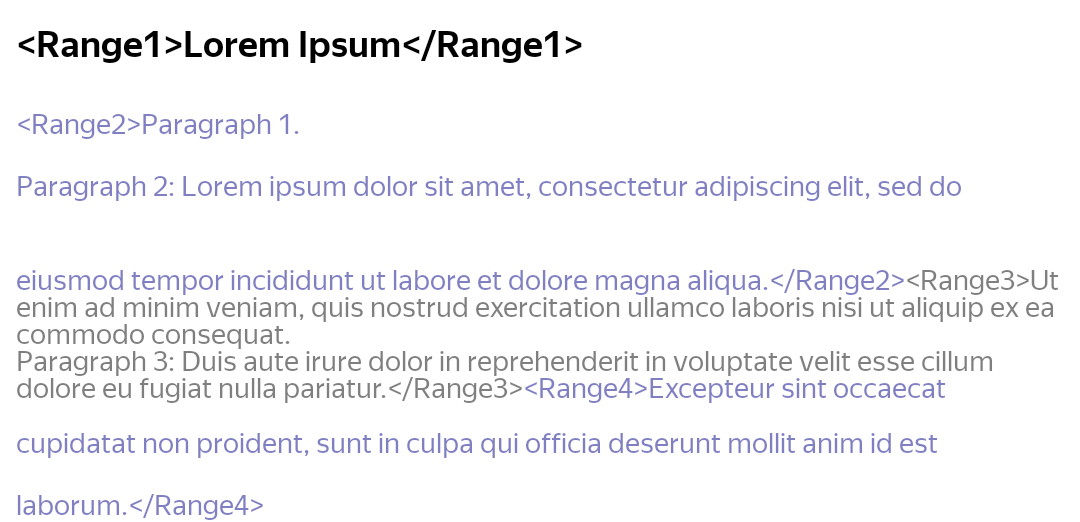 <Range1>Lorem Ipsum</Range1>
<Range2>Paragraph 1.
Paragraph 2: Lorem ipsum dolor sit amet, consectetur adipiscing elit, sed do
eiusmod tempor incididunt ut labore et dolore magna aliqua.</Range2><Range3>Ut
enim ad minim veniam, quis nostrud exercitation ullamco laboris nisi ut aliquip ex ea
commodo consequat.
Paragraph 3: Duis aute irure dolor in reprehenderit in voluptate velit esse cillum
dolore eu fugiat nulla pariatur.</Range3><Range4>Excepteur sint occaecat
cupidatat non proident, sunt in culpa qui officia deserunt mollit anim id est
laborum.</Range4>